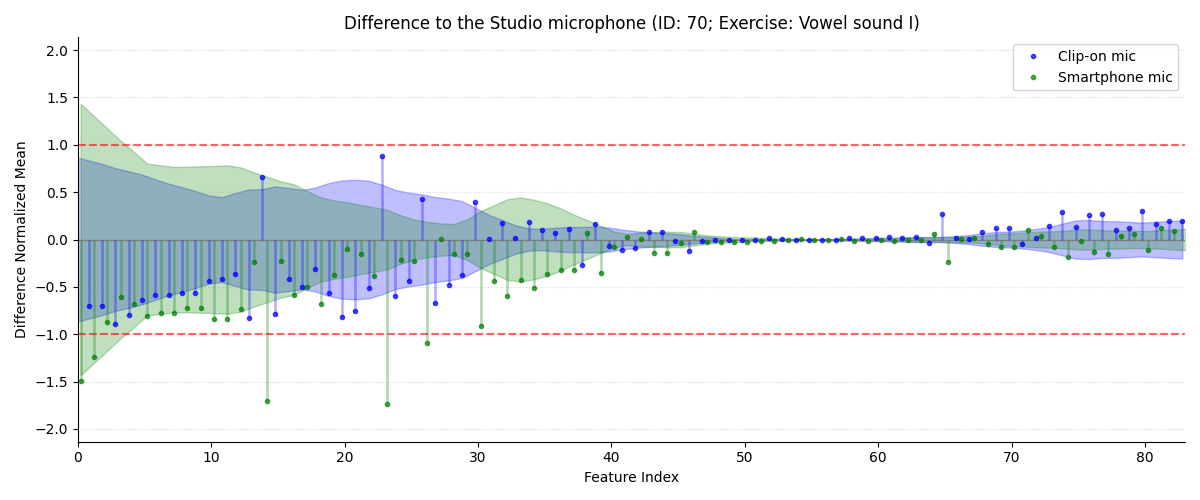 Difference to the Studio microphone (ID: 70; Exercise: Vowel sound I)
Clip-on mic
Smartphone mic
Difference Normalized Mean
2.0
1.5
1.0
0.5
0.0
−0.5
−1.0
−1.5
−2.0
0 10 20 30 40 50 60 70 80
Feature Index